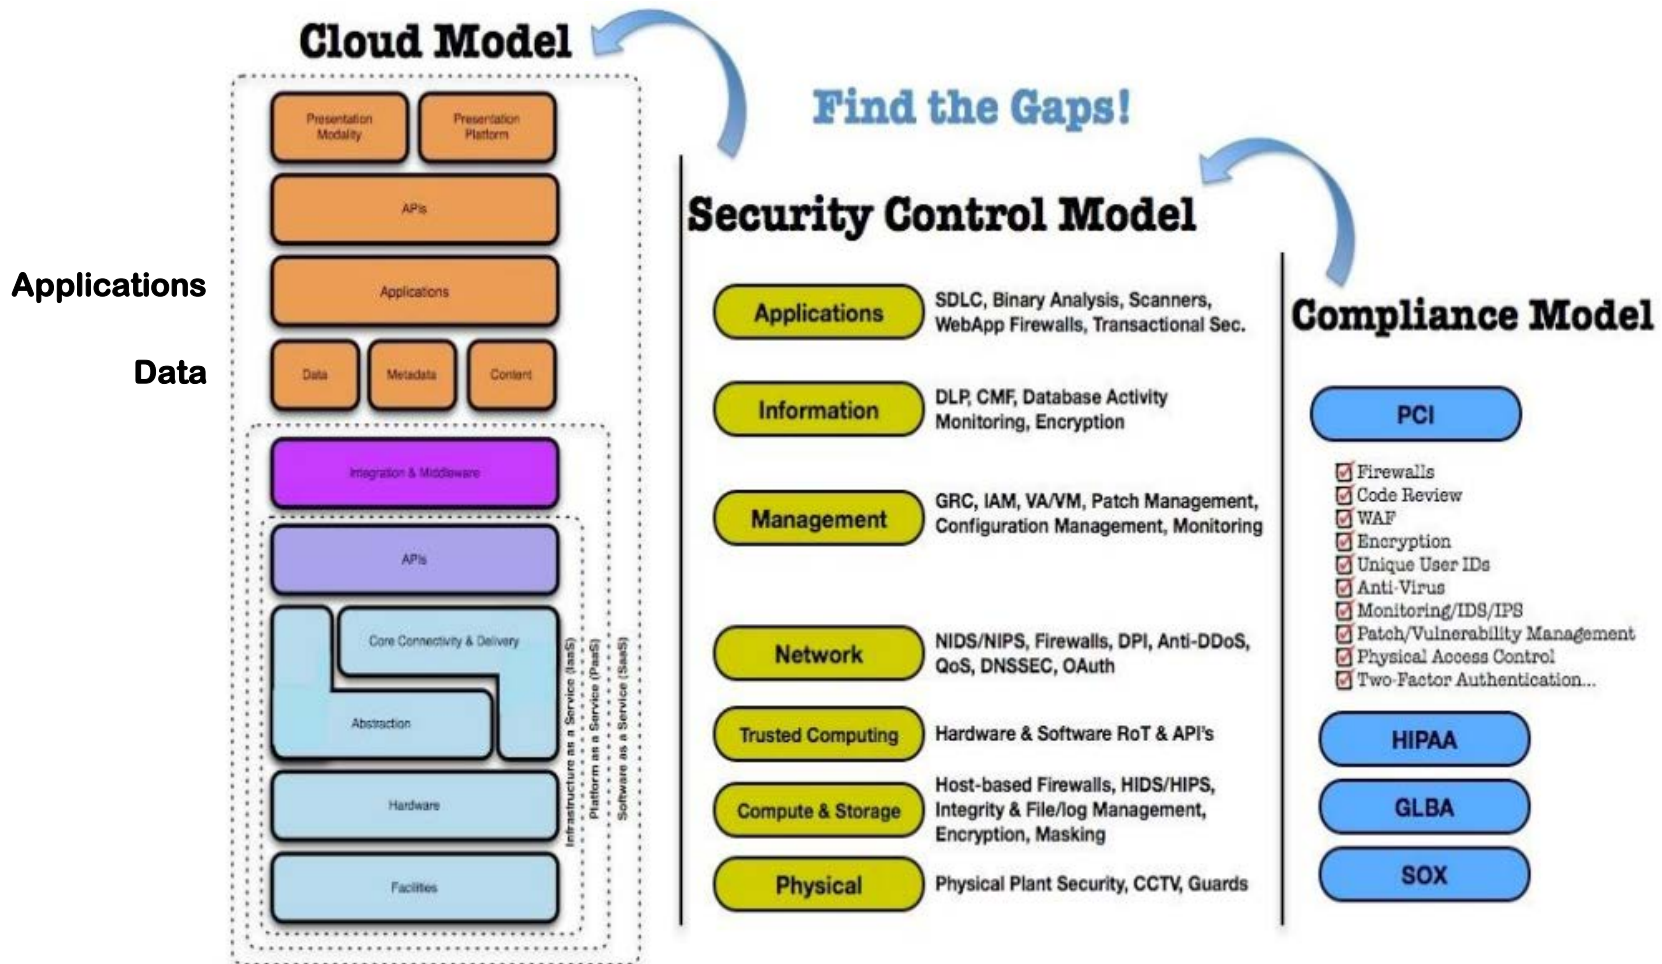 Cloud Model
Presentation
Modality
Presentation
Platform
APIs
Applications
Applications
Data
Data
Metadata
Content
Integration & Middleware
APIs
Core Connectivity & Delivery
Abstraction
Hardware
Facilities
Infrastructure as a Service (IaaS)
Platform as a Service (PaaS)
Software as a Service (SaaS)
Find the Gaps!
Security Control Model
Applications
SDLC, Binary Analysis, Scanners,
WebApp Firewalls, Transactional Sec.
Information
DLP, CMF, Database Activity
Monitoring, Encryption
Management
GRC, IAM, VA/VM, Patch Management,
Configuration Management, Monitoring
Network
NIDS/NIPS, Firewalls, DPI, Anti-DDoS,
QoS, DNSSEC, OAuth
Trusted Computing
Hardware & Software RoT & API's
Compute & Storage
Host-based Firewalls, HIDS/HIPS,
Integrity & File/log Management,
Encryption, Masking
Physical
Physical Plant Security, CCTV, Guards
Compliance Model
PCI
Firewalls
Code Review
WAF
Encryption
Unique User IDs
Anti-Virus
Monitoring/IDS/IPS
Patch/Vulnerability Management
Physical Access Control
Two-Factor Authentication...
HIPAA
GLBA
SOX